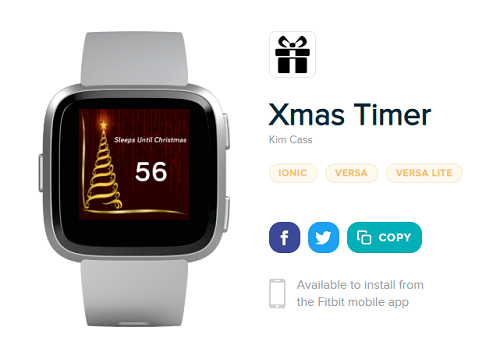 Sleeps Until Christmas
56
Xmas Timer
Kim Cass
IONIC VERSA VERSA LITE
f COPY
Available to install from
the Fitbit mobile app